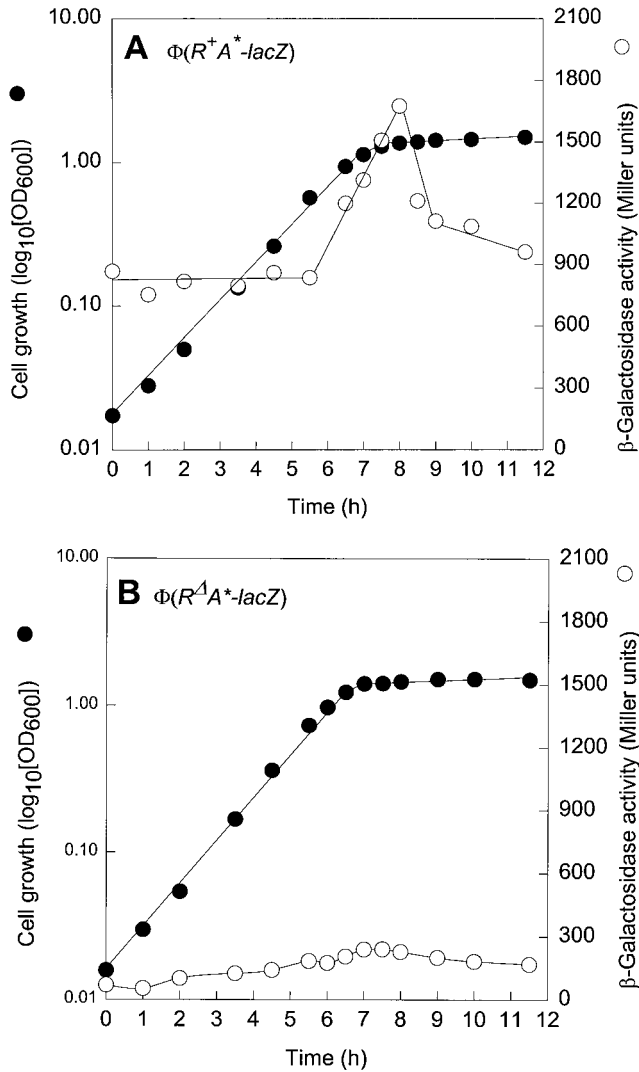 A Φ(R⁺A*-lacZ)
10.00
1.00
0.10
0.01
Cell growth (log₁₀[OD₆₀₀])
2100
1800
1500
1200
900
600
300
0
β-Galactosidase activity (Miller units)
0 1 2 3 4 5 6 7 8 9 10 11 12
Time (h)
B Φ(RᐃA*-lacZ)
10.00
1.00
0.10
0.01
Cell growth (log₁₀[OD₆₀₀])
2100
1800
1500
1200
900
600
300
0
β-Galactosidase activity (Miller units)
0 1 2 3 4 5 6 7 8 9 10 11 12
Time (h)